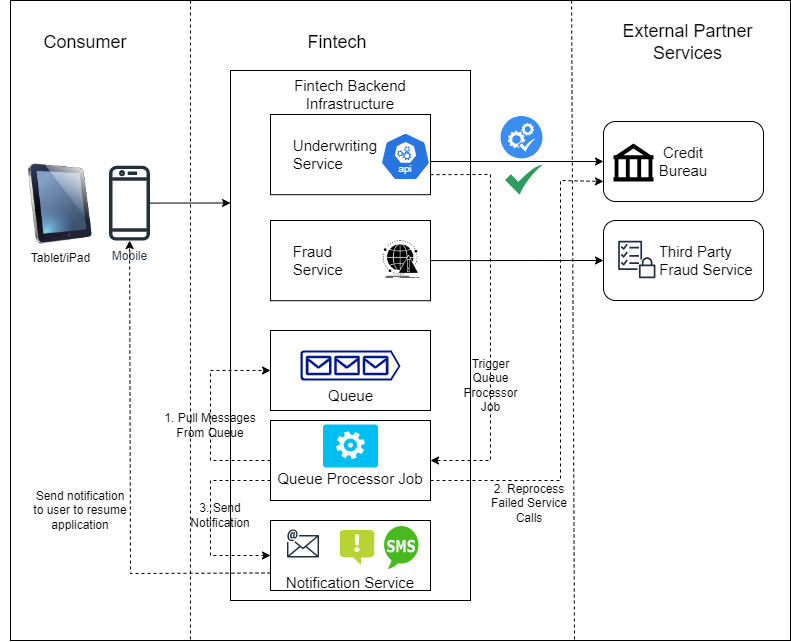 Consumer
Fintech
External Partner
Services
Fintech Backend
Infrastructure
Underwriting
Service
api
Credit
Bureau
Tablet/iPad
Mobile
Fraud
Service
Third Party
Fraud Service
Queue
Trigger
Queue
Processor
Job
1. Pull Messages
From Queue
Queue Processor Job
Send notification
to user to resume
application
3. Send
Notification
2. Reprocess
Failed Service
Calls
@
SMS
Notification Service